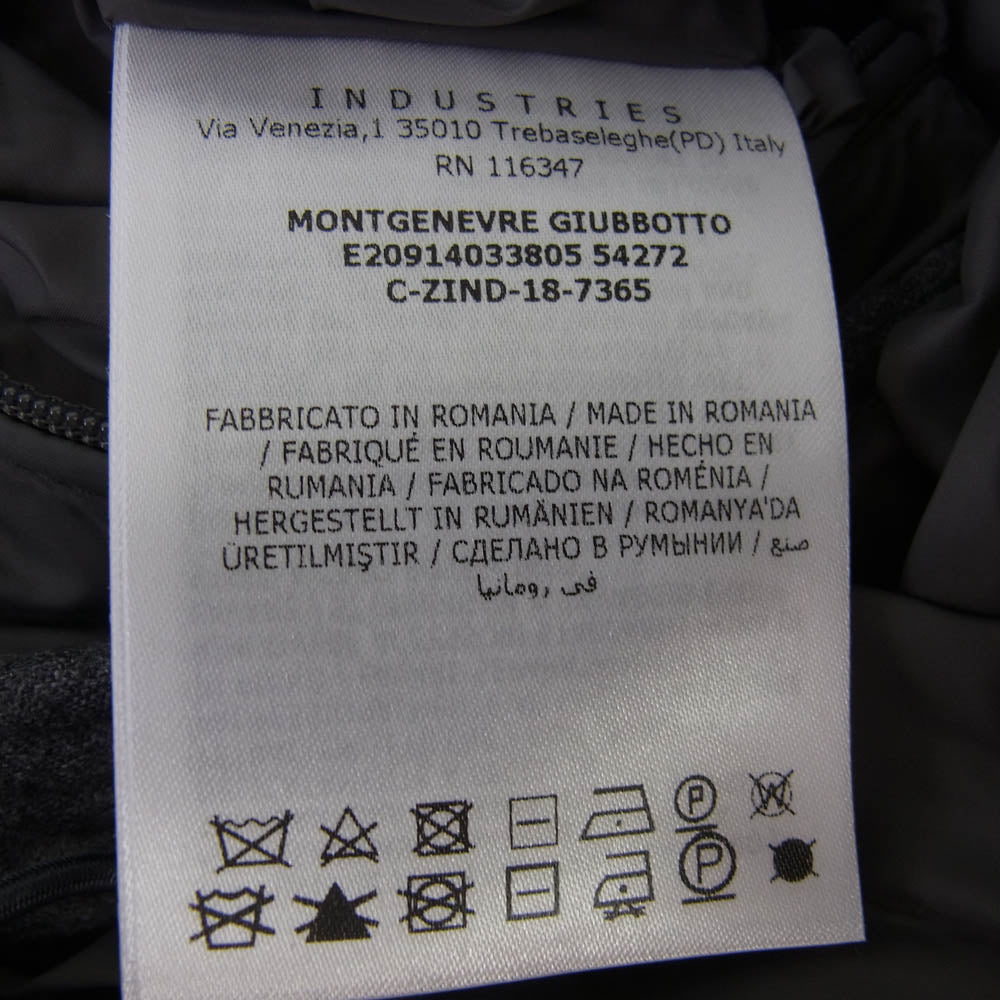 INDUSTRIES
Via Venezia,1 35010 Trebaseleghe(PD) Italy
RN 116347
MONTGENEVRE GIUBBOTTO
E20914033805 54272
C-ZIND-18-7365
FABBRICATO IN ROMANIA / MADE IN ROMANIA
/ FABRIQUÉ EN ROUMANIE / HECHO EN
RUMANIA / FABRICADO NA ROMÉNIA /
HERGESTELLT IN RUMÄNIEN / ROMANYA'DA
ÜRETILMIŞTIR / СДЕЛАНО В РУМЫНИИ / صنع
في رومانيا
P W
P